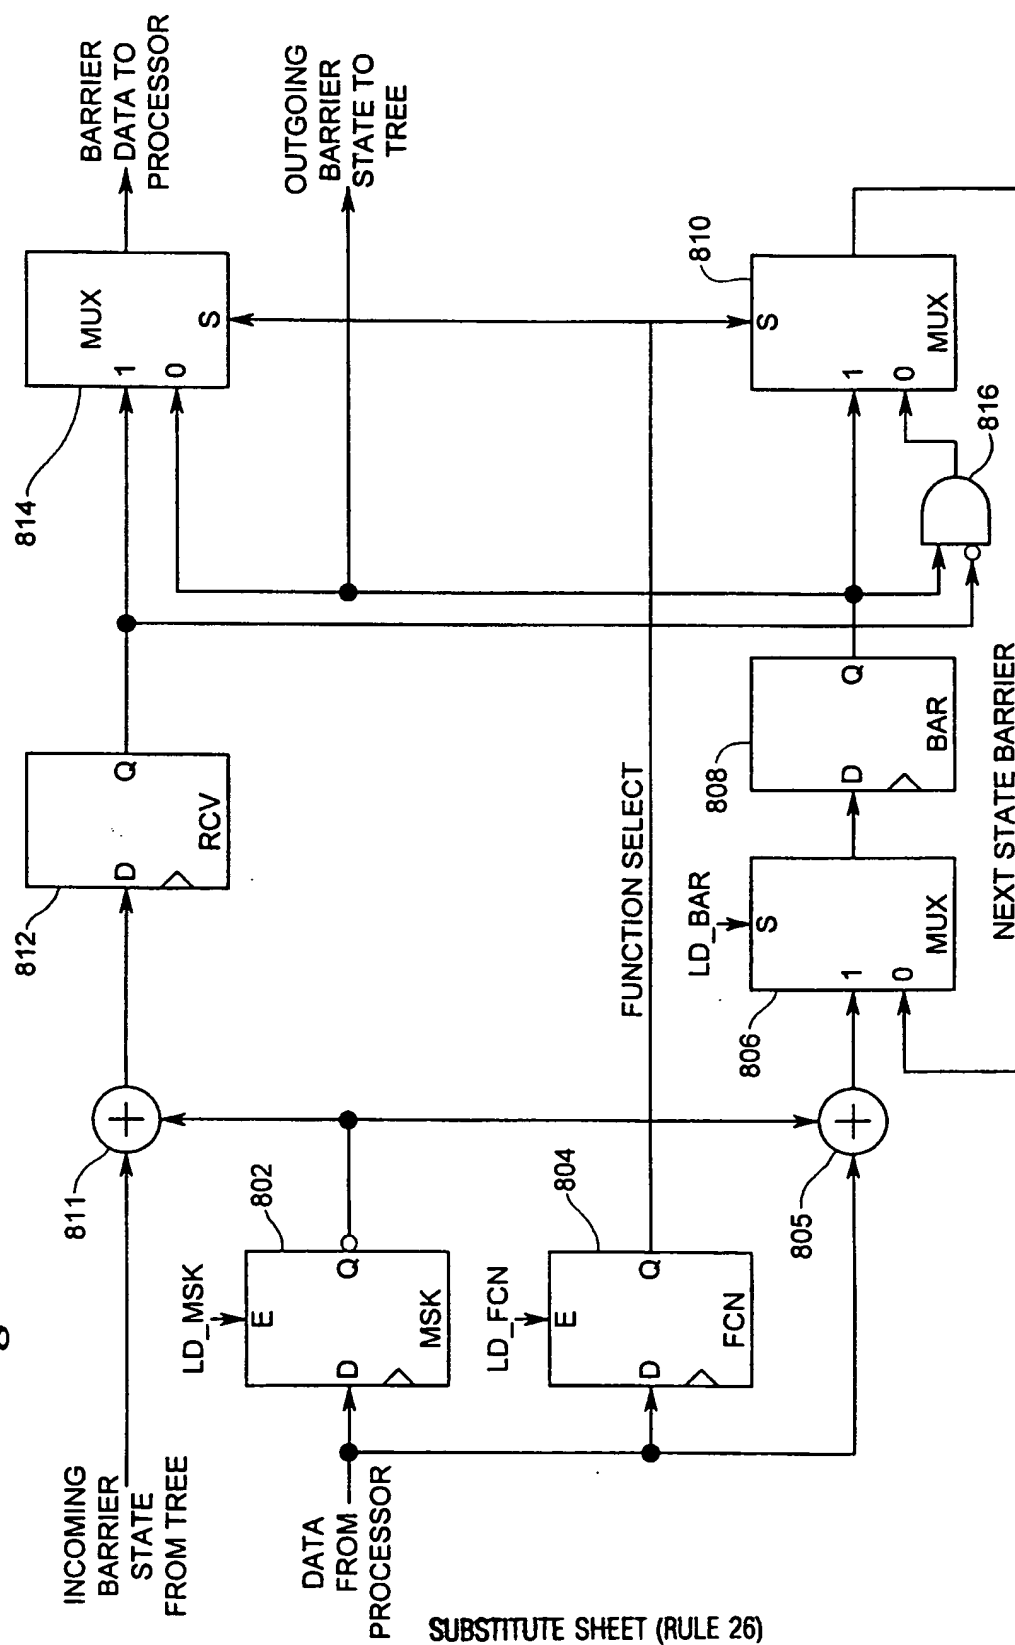 INCOMING
BARRIER
STATE
FROM TREE
811
D
Q
RCV
812
MUX
1
0
S
814
BARRIER
DATA TO
PROCESSOR
DATA
FROM
PROCESSOR
LD_MSK
E
D
Q
MSK
802
OUTGOING
BARRIER
STATE TO
TREE
LD_FCN
E
D
Q
FCN
804
FUNCTION SELECT
805
LD_BAR
S
1
0
MUX
806
D
Q
BAR
808
S
1
0
MUX
810
816
NEXT STATE BARRIER
SUBSTITUTE SHEET (RULE 26)